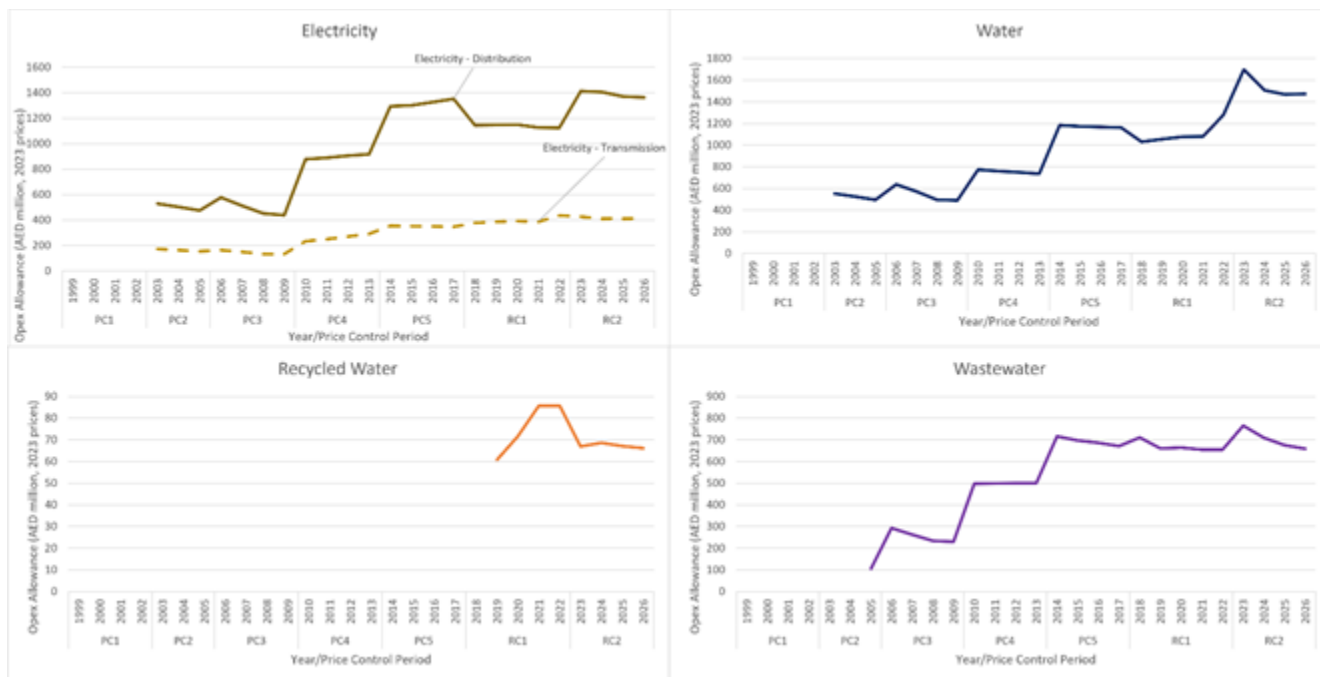 Electricity
Opex Allowance (AED million, 2023 prices)
1600
1400
1200
1000
800
600
400
200
0
Electricity - Distribution
Electricity - Transmission
1999 2000 2001 2002 2003 2004 2005 2006 2007 2008 2009 2010 2011 2012 2013 2014 2015 2016 2017 2018 2019 2020 2021 2022 2023 2024 2025 2026
PC1 PC2 PC3 PC4 PC5 RC1 RC2
Year/Price Control Period
Water
Opex Allowance (AED million, 2023 prices)
1800
1600
1400
1200
1000
800
600
400
200
0
1999 2000 2001 2002 2003 2004 2005 2006 2007 2008 2009 2010 2011 2012 2013 2014 2015 2016 2017 2018 2019 2020 2021 2022 2023 2024 2025 2026
PC1 PC2 PC3 PC4 PC5 RC1 RC2
Year/Price Control Period
Recycled Water
Opex Allowance (AED million, 2023 prices)
90
80
70
60
50
40
30
20
10
0
1999 2000 2001 2002 2003 2004 2005 2006 2007 2008 2009 2010 2011 2012 2013 2014 2015 2016 2017 2018 2019 2020 2021 2022 2023 2024 2025 2026
PC1 PC2 PC3 PC4 PC5 RC1 RC2
Year/Price Control Period
Wastewater
Opex Allowance (AED million, 2023 prices)
900
800
700
600
500
400
300
200
100
0
1999 2000 2001 2002 2003 2004 2005 2006 2007 2008 2009 2010 2011 2012 2013 2014 2015 2016 2017 2018 2019 2020 2021 2022 2023 2024 2025 2026
PC1 PC2 PC3 PC4 PC5 RC1 RC2
Year/Price Control Period